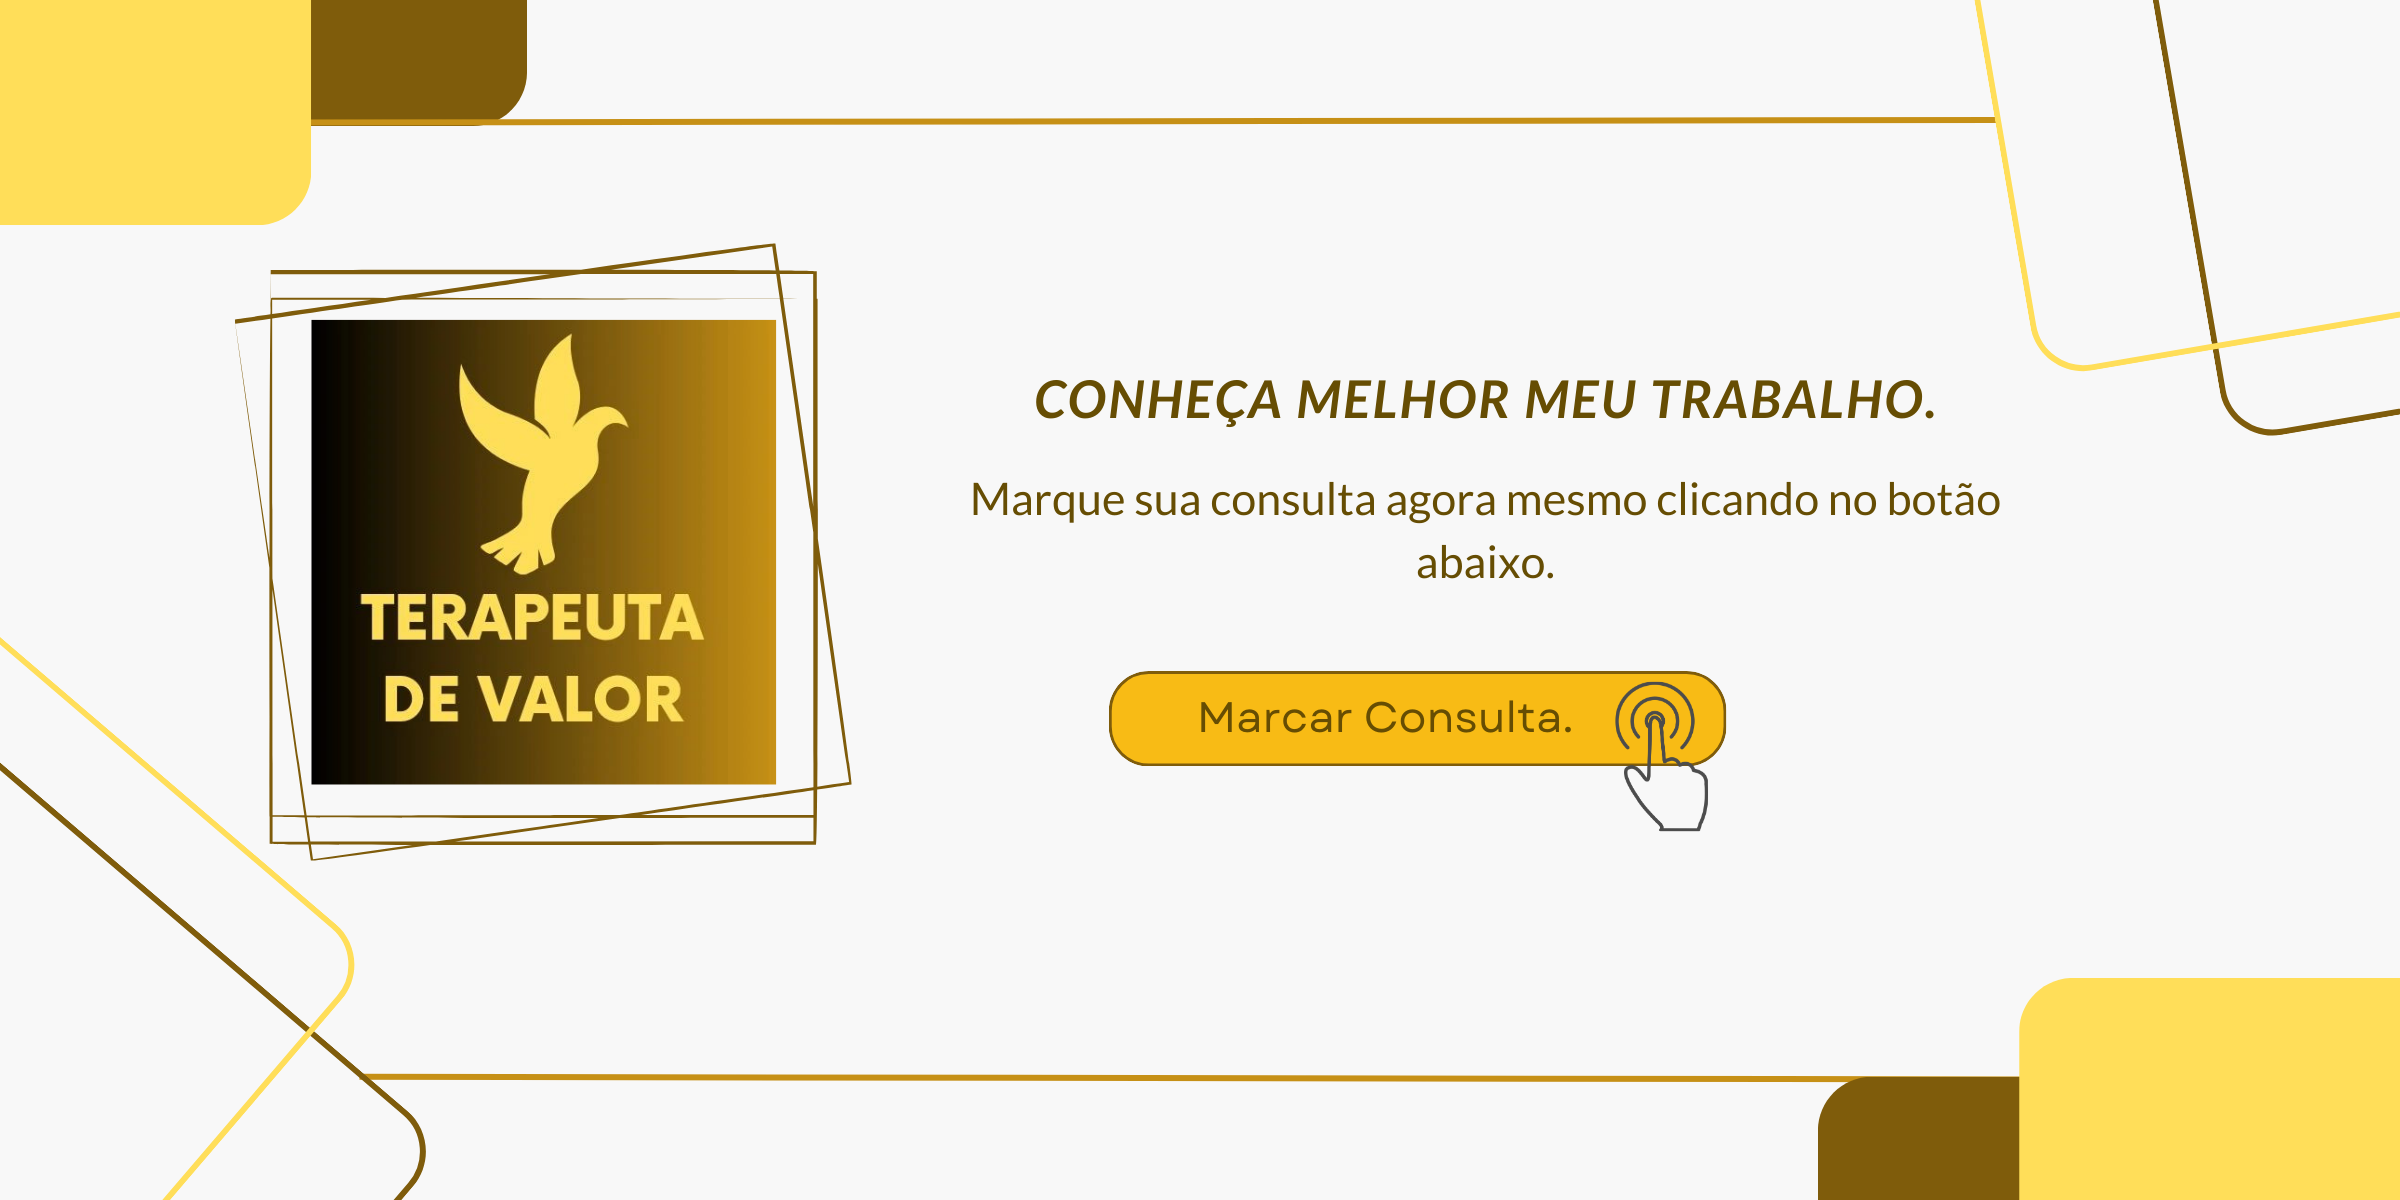 TERAPEUTA
DE VALOR
CONHEÇA MELHOR MEU TRABALHO.
Marque sua consulta agora mesmo clicando no botão
abaixo.
Marcar Consulta.